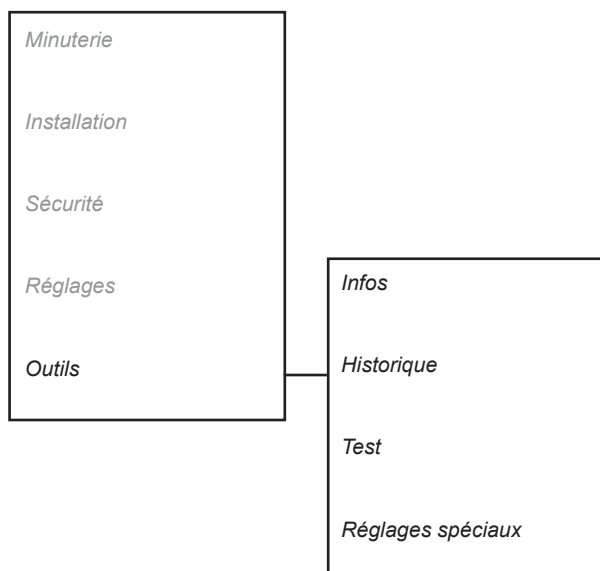 Minuterie
Installation
Sécurité
Réglages
Outils
Infos
Historique
Test
Réglages spéciaux